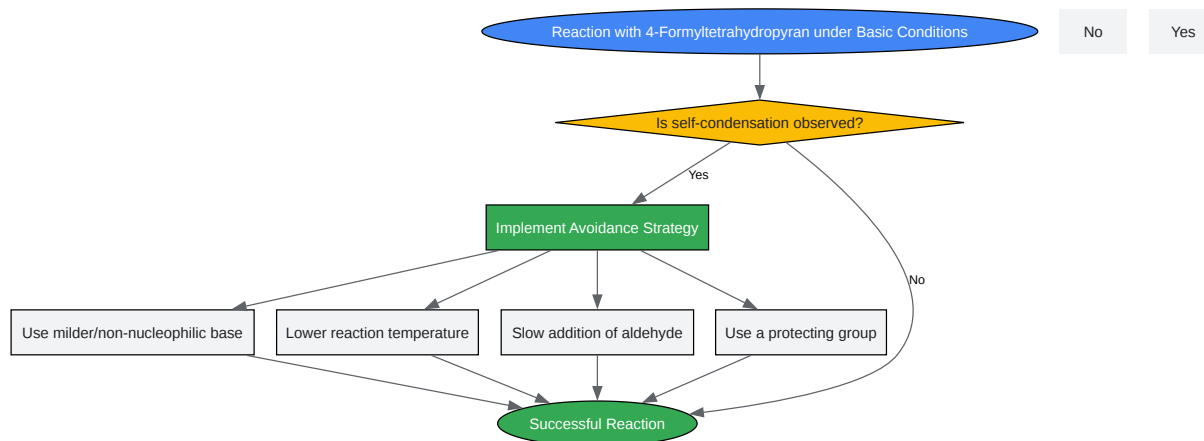 Reaction with 4-Formyltetrahydropyran under Basic Conditions
No
Yes
Is self-condensation observed?
Yes
Implement Avoidance Strategy
No
Use milder/non-nucleophilic base
Lower reaction temperature
Slow addition of aldehyde
Use a protecting group
Successful Reaction